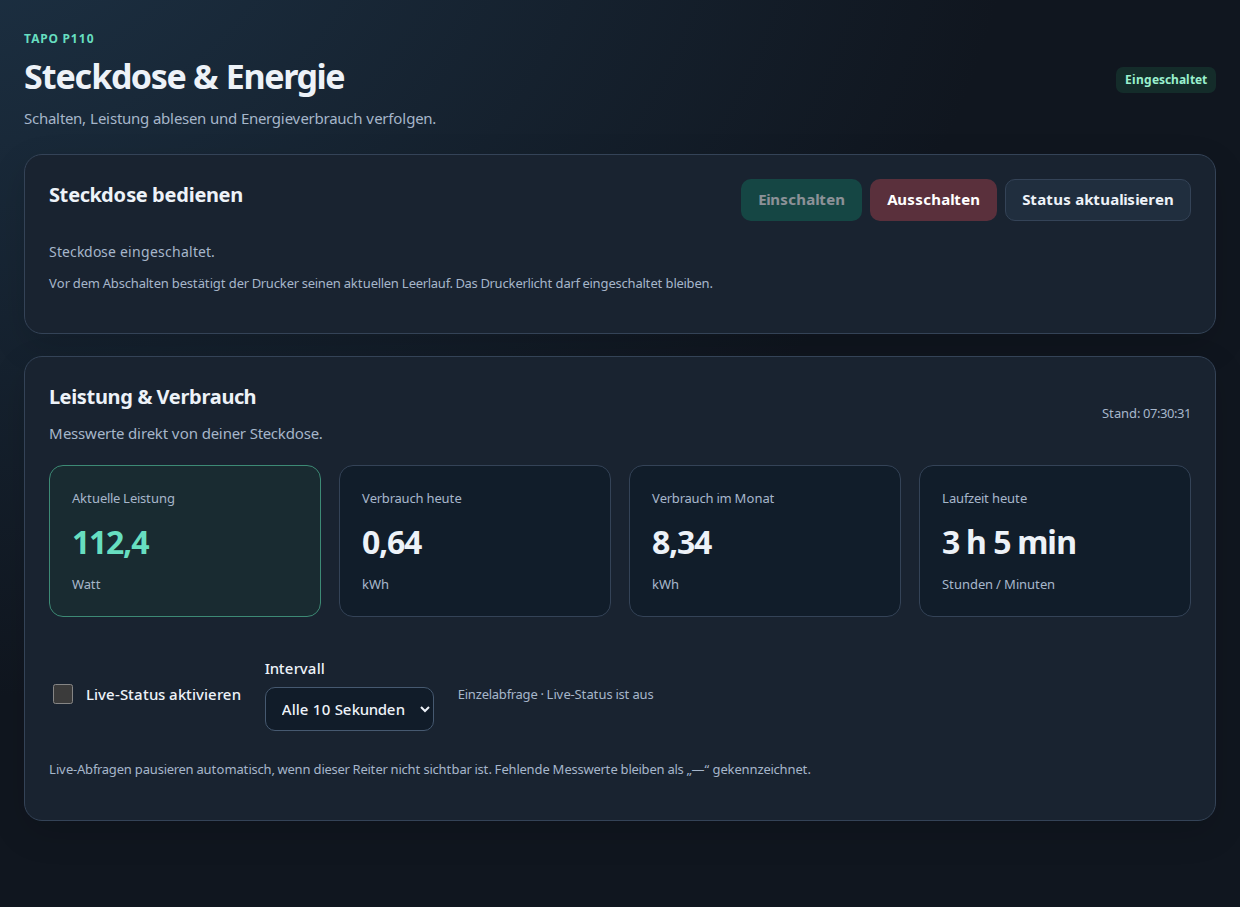 TAPO P110
Steckdose & Energie
Eingeschaltet
Schalten, Leistung ablesen und Energieverbrauch verfolgen.
Steckdose bedienen
Einschalten
Ausschalten
Status aktualisieren
Steckdose eingeschaltet.
Vor dem Abschalten bestätigt der Drucker seinen aktuellen Leerlauf. Das Druckerlicht darf eingeschaltet bleiben.
Leistung & Verbrauch
Stand: 07:30:31
Messwerte direkt von deiner Steckdose.
Aktuelle Leistung
112,4
Watt
Verbrauch heute
0,64
kWh
Verbrauch im Monat
8,34
kWh
Laufzeit heute
3 h 5 min
Stunden / Minuten
Live-Status aktivieren
Intervall
Alle 10 Sekunden
Einzelabfrage · Live-Status ist aus
Live-Abfragen pausieren automatisch, wenn dieser Reiter nicht sichtbar ist. Fehlende Messwerte bleiben als „—“ gekennzeichnet.